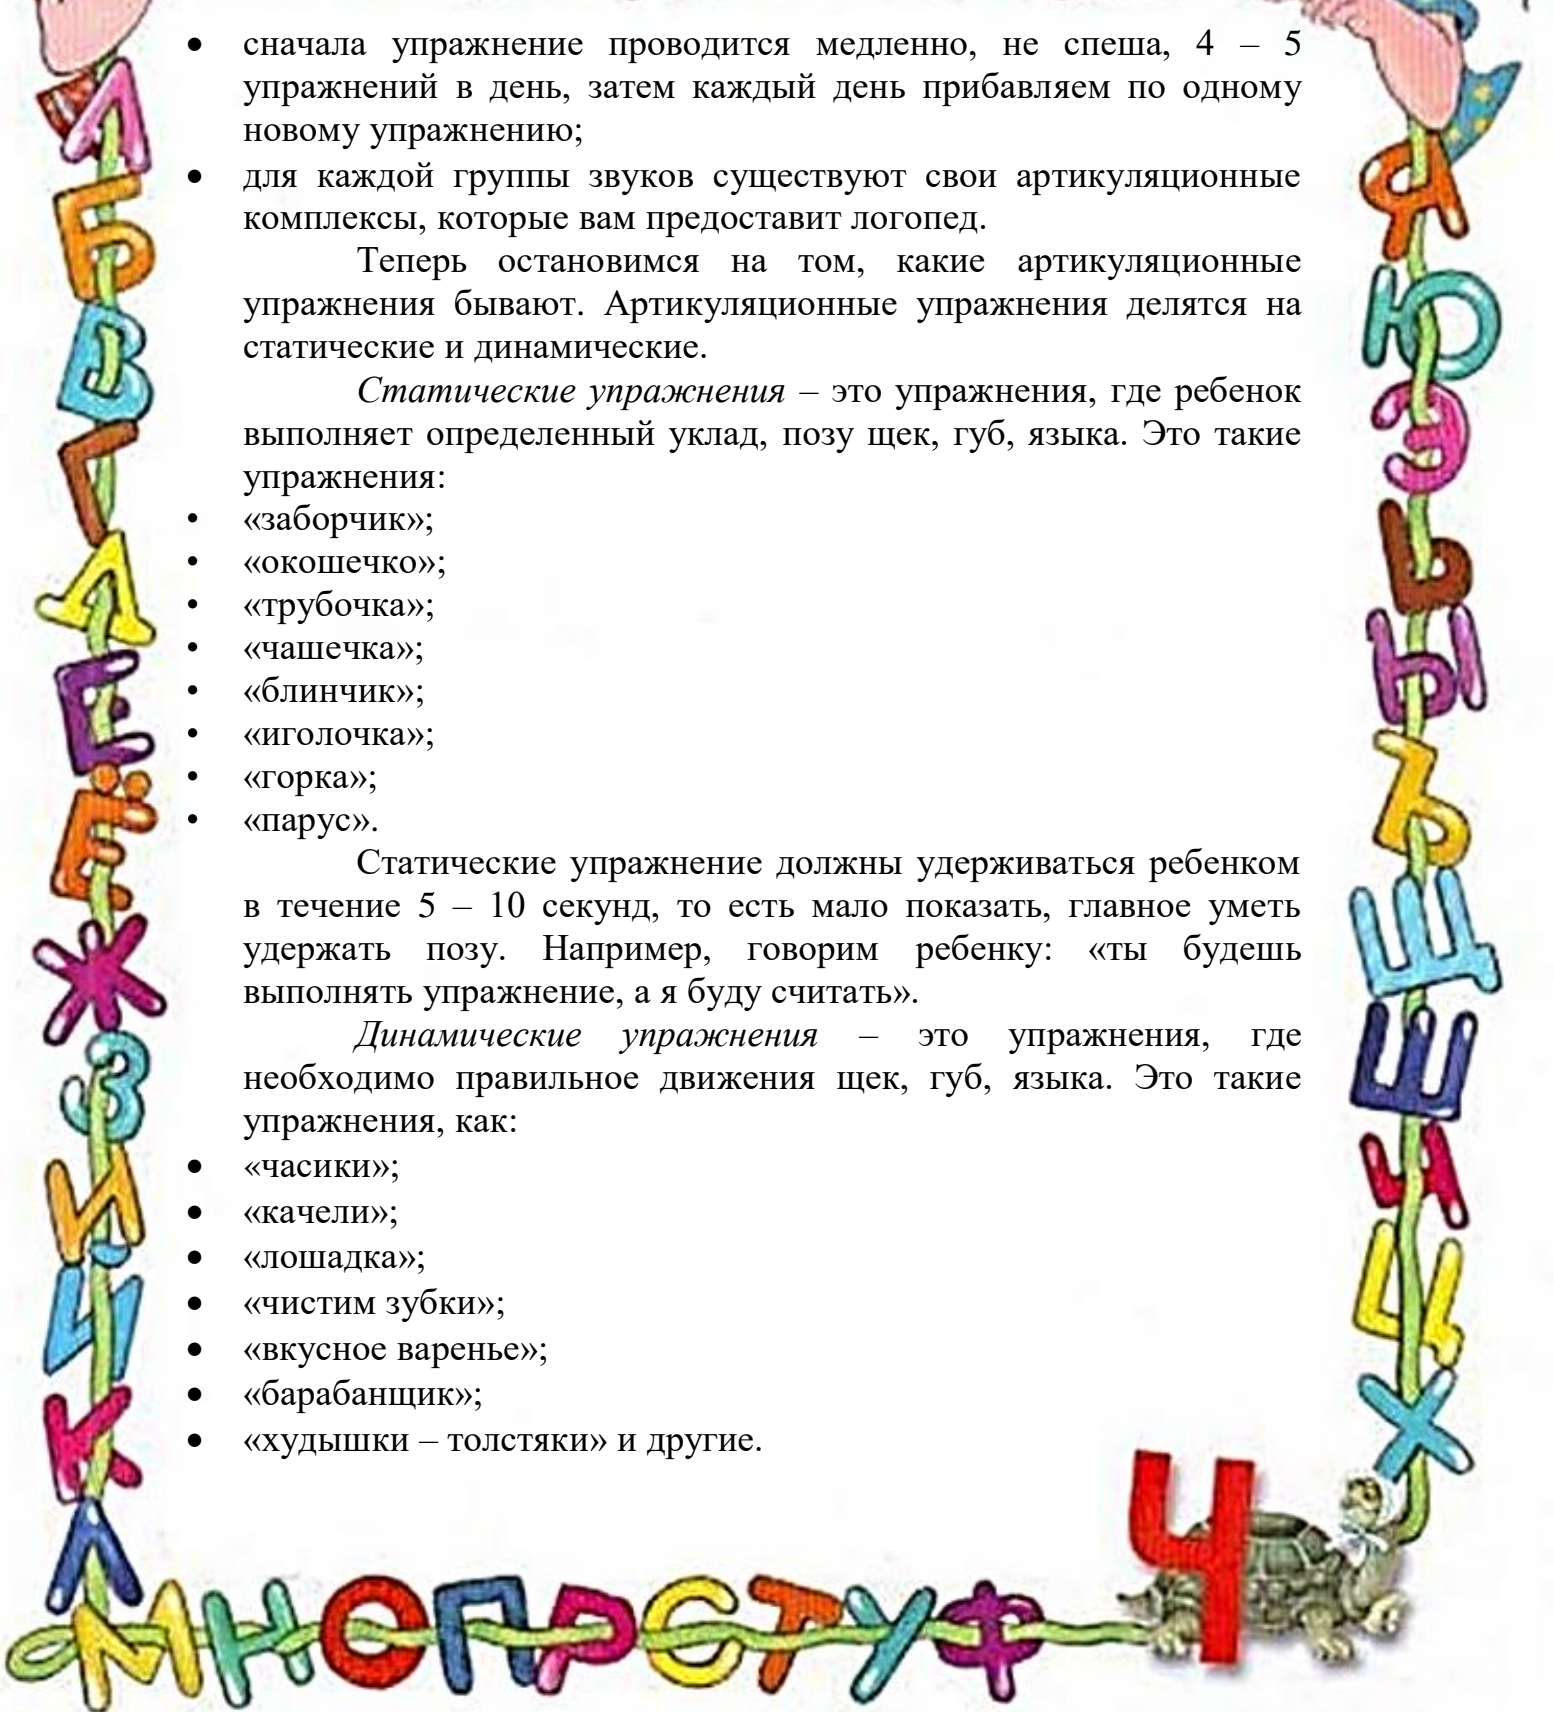 • сначала упражнение проводится медленно, не спеша, 4 – 5
упражнений в день, затем каждый день прибавляем по одному
новому упражнению;
• для каждой группы звуков существуют свои артикуляционные
комплексы, которые вам предоставит логопед.
Теперь остановимся на том, какие артикуляционные
упражнения бывают. Артикуляционные упражнения делятся на
статические и динамические.
Статические упражнения – это упражнения, где ребенок
выполняет определенный уклад, позу щек, губ, языка. Это такие
упражнения:
• «заборчик»;
• «окошечко»;
• «трубочка»;
• «чашечка»;
• «блинчик»;
• «иголочка»;
• «горка»;
• «парус».
Статические упражнение должны удерживаться ребенком
в течение 5 – 10 секунд, то есть мало показать, главное уметь
удержать позу. Например, говорим ребенку: «ты будешь
выполнять упражнение, а я буду считать».
Динамические упражнения – это упражнения, где
необходимо правильное движения щек, губ, языка. Это такие
упражнения, как:
• «часики»;
• «качели»;
• «лошадка»;
• «чистим зубки»;
• «вкусное варенье»;
• «барабанщик»;
• «худышки – толстяки» и другие.
А
Б
В
Г
Д
Е
Ё
Ж
З
И
Й
К
Л
М Н О П Р С Т У Ф
Ч
Я
Ю
Э
Ь
Ы
Ъ
Щ
Ш
Ч
Ц
Х